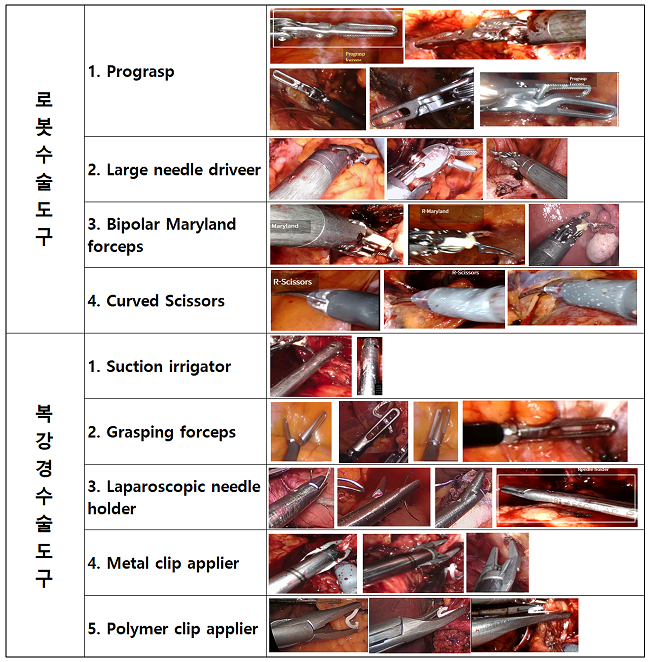 로봇수술도구
1. Prograsp
Prograsp
Forceps
Prograsp
Forceps
2. Large needle driveer
3. Bipolar Maryland
forceps
Maryland
R-Maryland
4. Curved Scissors
R-Scissors
R-Scissors
복강경수술도구
1. Suction irrigator
2. Grasping forceps
3. Laparoscopic needle
holder
Needle holder
4. Metal clip applier
5. Polymer clip applier